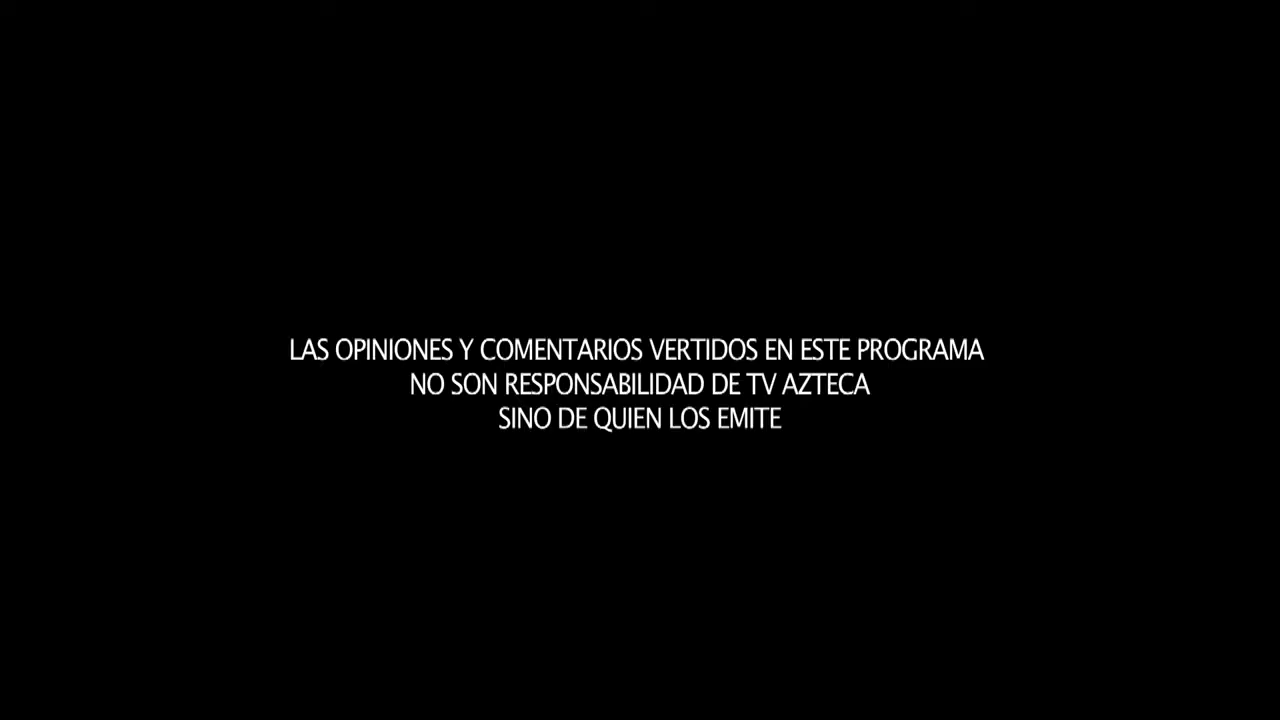 LAS OPINIONES Y COMENTARIOS VERTIDOS EN ESTE PROGRAMA
NO SON RESPONSABILIDAD DE TV AZTECA
SINO DE QUIEN LOS EMITE